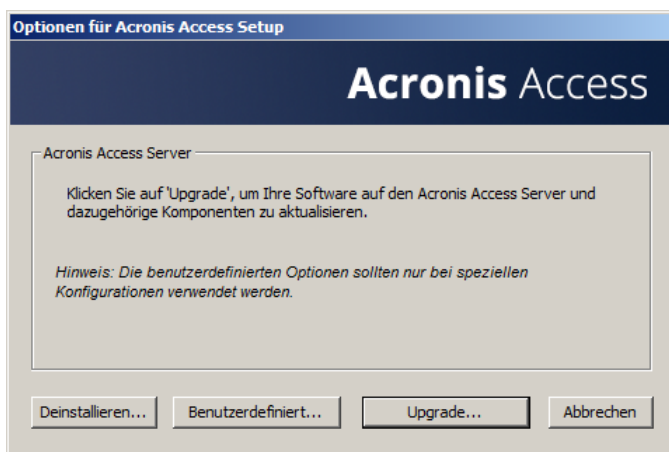 Optionen für Acronis Access Setup
Acronis Access
Acronis Access Server
Klicken Sie auf 'Upgrade', um Ihre Software auf den Acronis Access Server und
dazugehörige Komponenten zu aktualisieren.
Hinweis: Die benutzerdefinierten Optionen sollten nur bei speziellen
Konfigurationen verwendet werden.
Deinstallieren...
Benutzerdefiniert...
Upgrade...
Abbrechen